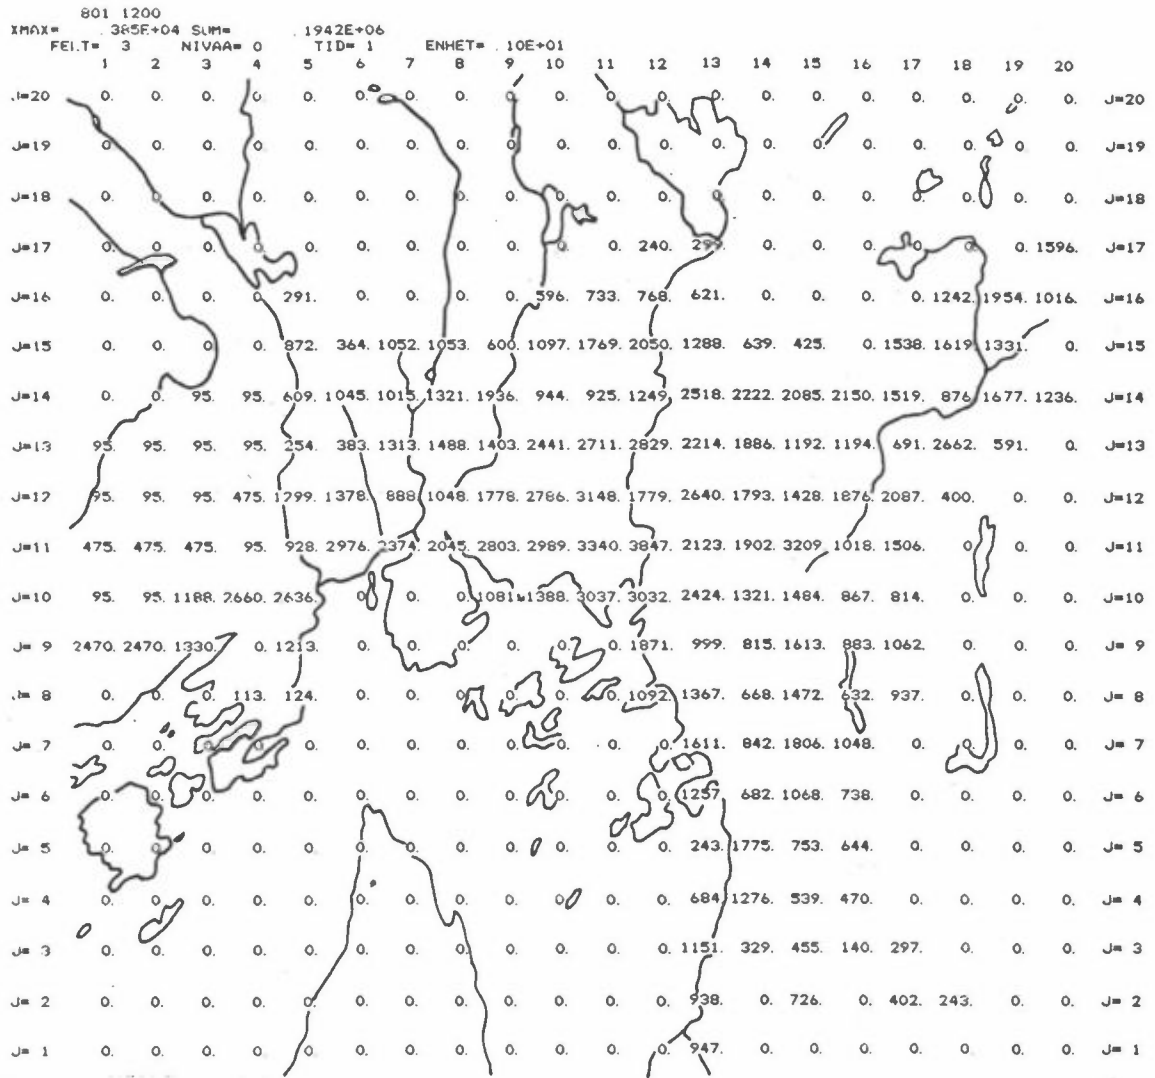 801 1200
XMAX= .385E+04 SUM= .1942E+06
FELT= 3 NIVAA= 0 TID= 1 ENHET= .10E+01
1 2 3 4 5 6 7 8 9 10 11 12 13 14 15 16 17 18 19 20
J=20 0. 0. 0. 0. 0. 0. 0. 0. 0. 0. 0. 0. 0. 0. 0. 0. 0. 0. 0. 0. J=20
J=19 0. 0. 0. 0. 0. 0. 0. 0. 0. 0. 0. 0. 0. 0. 0. 0. 0. 0. 0. 0. J=19
J=18 0. 0. 0. 0. 0. 0. 0. 0. 0. 0. 0. 0. 0. 0. 0. 0. 0. 0. 0. 0. J=18
J=17 0. 0. 0. 0. 0. 0. 0. 0. 0. 0. 0. 240. 299. 0. 0. 0. 0. 0. 0. 1596. J=17
J=16 0. 0. 0. 0. 291. 0. 0. 0. 0. 596. 733. 768. 621. 0. 0. 0. 0. 1242. 1954. 1016. J=16
J=15 0. 0. 0. 0. 872. 364. 1052. 1053. 600. 1097. 1769. 2050. 1288. 639. 425. 0. 1538. 1619. 1331. 0. J=15
J=14 0. 0. 95. 95. 609. 1045. 1015. 1321. 1936. 944. 925. 1249. 2518. 2222. 2085. 2150. 1519. 876. 1677. 1236. J=14
J=13 95. 95. 95. 95. 254. 383. 1313. 1488. 1403. 2441. 2711. 2829. 2214. 1886. 1192. 1194. 691. 2662. 591. 0. J=13
J=12 95. 95. 95. 475. 1299. 1378. 888. 1048. 1778. 2786. 3148. 1779. 2640. 1793. 1428. 1876. 2087. 400. 0. 0. J=12
J=11 475. 475. 475. 95. 928. 2976. 2374. 2045. 2803. 2989. 3340. 3847. 2123. 1902. 3209. 1018. 1506. 0. 0. 0. J=11
J=10 95. 95. 1188. 2660. 2636. 0. 0. 0. 1081. 1388. 3037. 3032. 2424. 1321. 1484. 867. 814. 0. 0. 0. J=10
J= 9 2470. 2470. 1330. 0. 1213. 0. 0. 0. 0. 0. 0. 1871. 999. 815. 1613. 883. 1062. 0. 0. 0. J= 9
J= 8 0. 0. 0. 113. 124. 0. 0. 0. 0. 0. 0. 1092. 1367. 668. 1472. 632. 937. 0. 0. 0. J= 8
J= 7 0. 0. 0. 0. 0. 0. 0. 0. 0. 0. 0. 0. 1611. 842. 1806. 1048. 0. 0. 0. 0. J= 7
J= 6 0. 0. 0. 0. 0. 0. 0. 0. 0. 0. 0. 0. 1257. 682. 1068. 738. 0. 0. 0. 0. J= 6
J= 5 0. 0. 0. 0. 0. 0. 0. 0. 0. 0. 0. 0. 243. 1775. 753. 644. 0. 0. 0. 0. J= 5
J= 4 0. 0. 0. 0. 0. 0. 0. 0. 0. 0. 0. 0. 684. 1276. 539. 470. 0. 0. 0. 0. J= 4
J= 3 0. 0. 0. 0. 0. 0. 0. 0. 0. 0. 0. 0. 1151. 329. 455. 140. 297. 0. 0. 0. J= 3
J= 2 0. 0. 0. 0. 0. 0. 0. 0. 0. 0. 0. 0. 938. 0. 726. 0. 402. 243. 0. 0. J= 2
J= 1 0. 0. 0. 0. 0. 0. 0. 0. 0. 0. 0. 0. 947. 0. 0. 0. 0. 0. 0. 0. J= 1